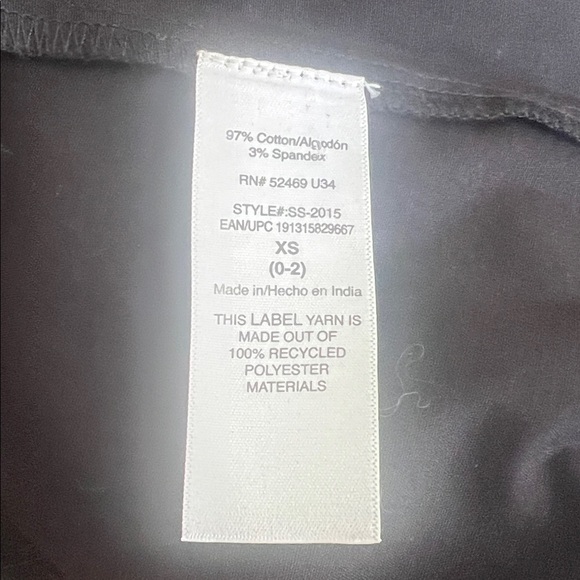 97% Cotton/Algodón
3% Spandex
RN# 52469 U34
STYLE#:SS-2015
EAN/UPC 191315829667
XS
(0-2)
Made in/Hecho en India
THIS LABEL YARN IS
MADE OUT OF
100% RECYCLED
POLYESTER
MATERIALS